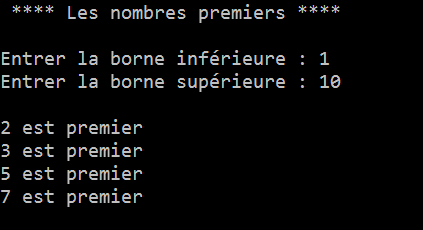 **** Les nombres premiers ****
Entrer la borne inférieure : 1
Entrer la borne supérieure : 10
2 est premier
3 est premier
5 est premier
7 est premier